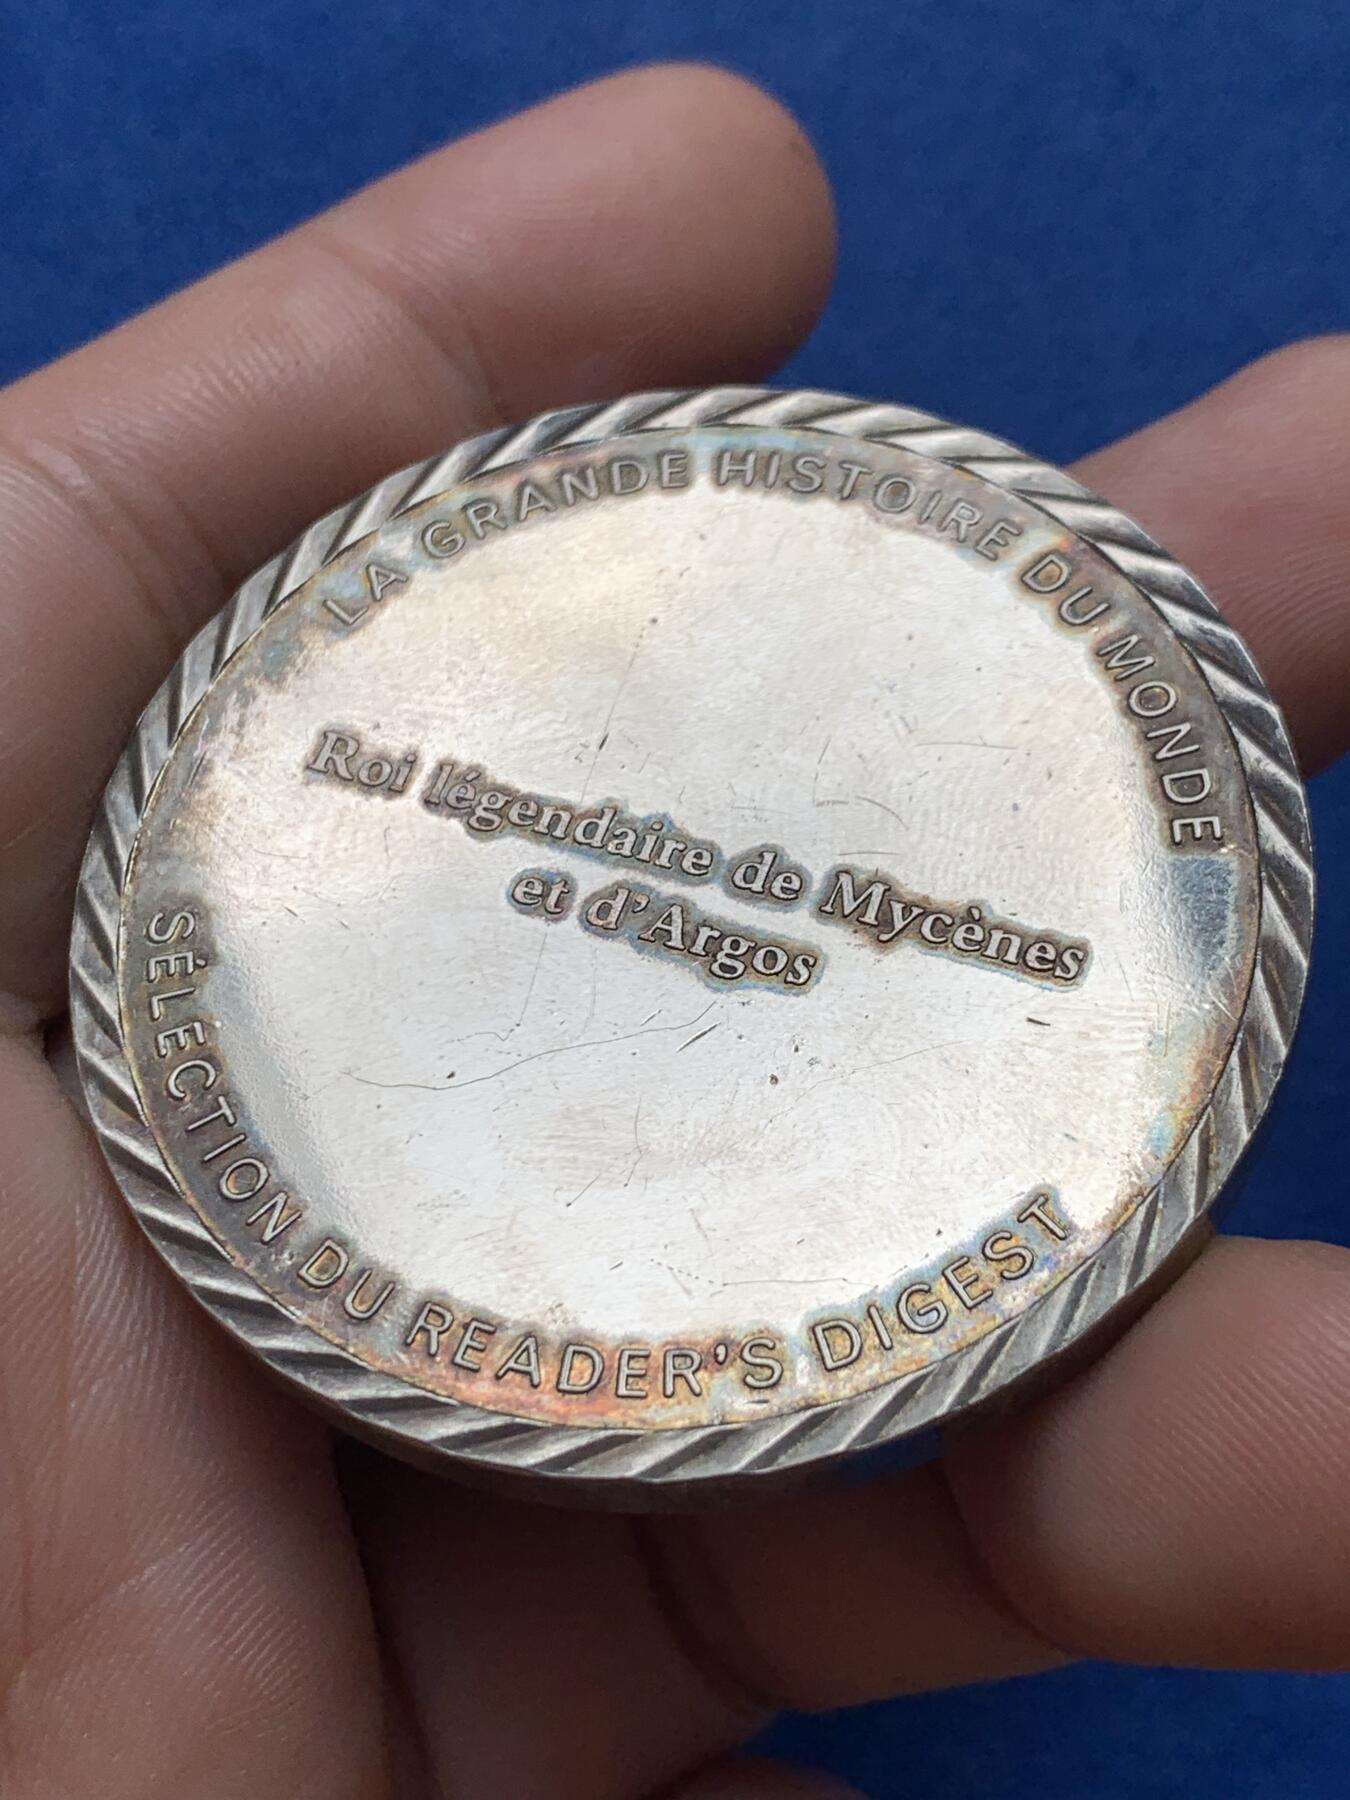 LA GRANDE HISTOIRE DU MONDE
Roi légendaire de Mycènes
et d'Argos
SÉLECTION DU READER'S DIGEST